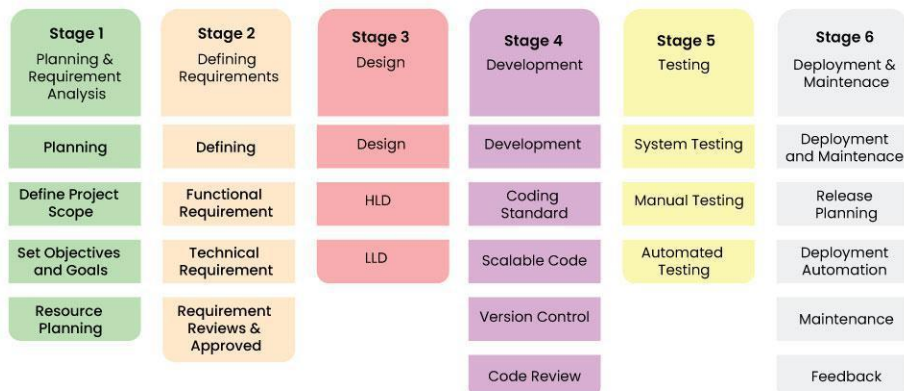 Stage 1
Planning &
Requirement
Analysis
Planning
Define Project
Scope
Set Objectives
and Goals
Resource
Planning
Stage 2
Defining
Requirements
Defining
Functional
Requirement
Technical
Requirement
Requirement
Reviews &
Approved
Stage 3
Design
Design
HLD
LLD
Stage 4
Development
Development
Coding
Standard
Scalable Code
Version Control
Code Review
Stage 5
Testing
System Testing
Manual Testing
Automated
Testing
Stage 6
Deployment &
Maintenace
Deployment
and Maintenace
Release
Planning
Deployment
Automation
Maintenance
Feedback